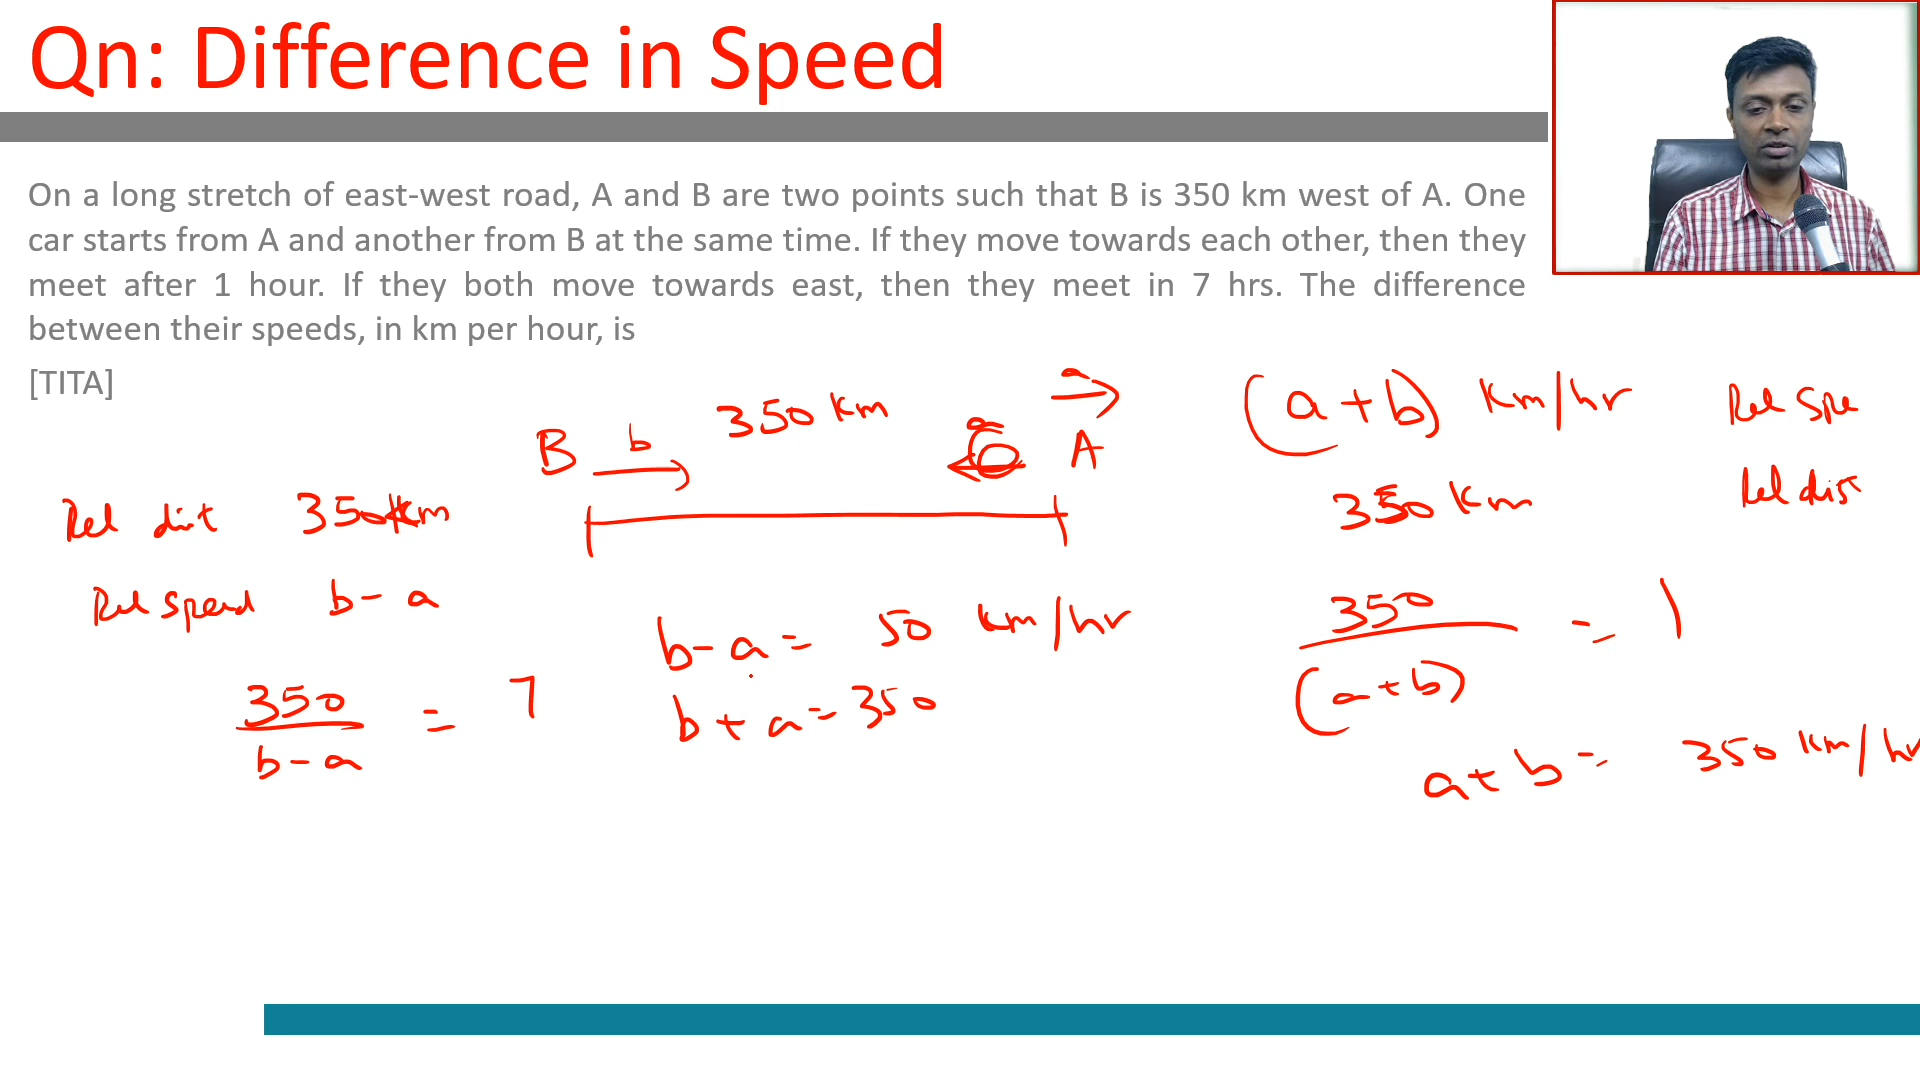 Qn: Difference in Speed
On a long stretch of east-west road, A and B are two points such that B is 350 km west of A. One
car starts from A and another from B at the same time. If they move towards each other, then they
meet after 1 hour. If they both move towards east, then they meet in 7 hrs. The difference
between their speeds, in km per hour, is
[TITA]
B b 350 km a a A
(a + b) km/hr Rel Spe
350 km Rel dist
Rel dist 350 km
Rel Speed b - a
350 / b - a = 7
b - a = 50 km/hr
b + a = 350
350 / (a + b) = 1
a + b = 350 km/hr